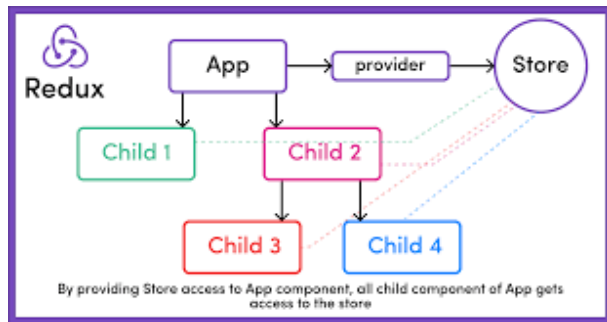 Redux
App
provider
Store
Child 1
Child 2
Child 3
Child 4
By providing Store access to App component, all child component of App gets
access to the store